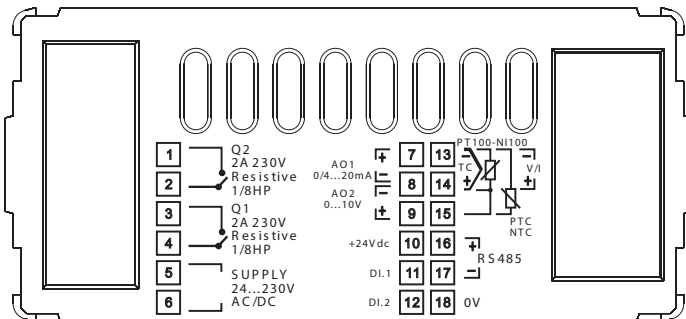 1
Q2
2A 230V
2
Resistive
1/8HP
3
Q1
2A 230V
4
Resistive
1/8HP
5
SUPPLY
24...230V
6
AC/DC
AO1
0/4...20mA
+
-
7
8
AO2
0...10V
-
+
9
+24Vdc
10
DI.1
11
DI.2
12
PT100-NI100
13
-
TC
+
14
-
V/I
+
15
PTC
NTC
16
+
RS485
17
-
18
0V